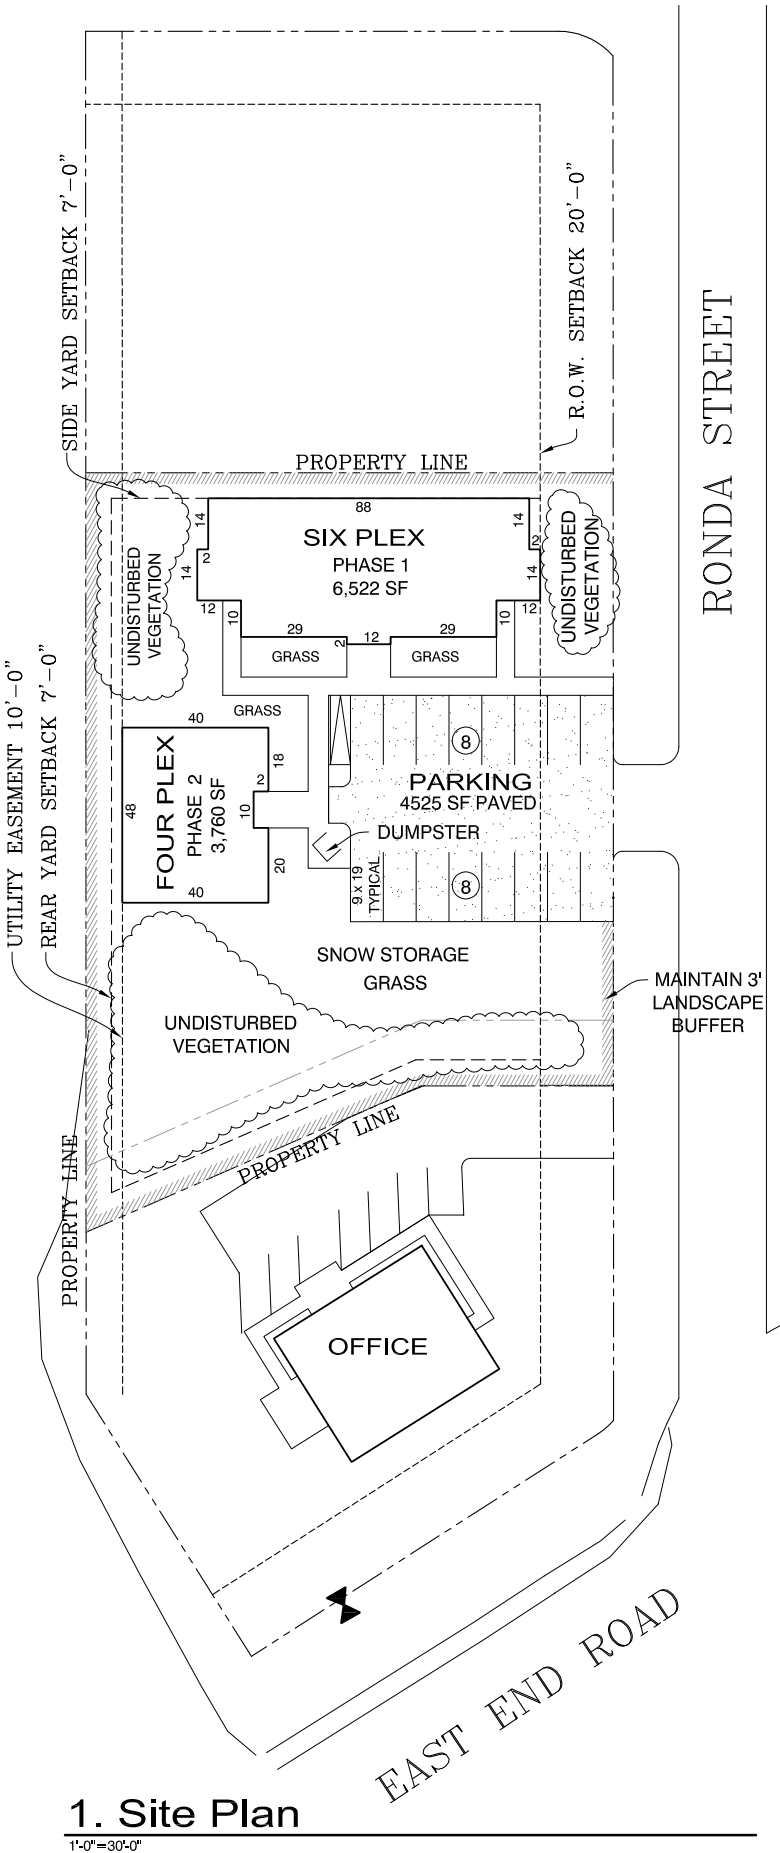 SIDE YARD SETBACK 7'-0"
R.O.W. SETBACK 20'-0"
RONDA STREET
PROPERTY LINE
88
14
14
SIX PLEX
PHASE 1
6,522 SF
2
2
14
14
12
12
10
10
29
2
12
29
GRASS
GRASS
UNDISTURBED
VEGETATION
UNDISTURBED
VEGETATION
UTILITY EASEMENT 10'-0"
REAR YARD SETBACK 7'-0"
GRASS
40
18
2
48
FOUR PLEX
PHASE 2
3,760 SF
10
20
40
8
PARKING
4525 SF PAVED
DUMPSTER
9 x 19
TYPICAL
8
SNOW STORAGE
GRASS
MAINTAIN 3'
LANDSCAPE
BUFFER
UNDISTURBED
VEGETATION
PROPERTY LINE
PROPERTY LINE
OFFICE
EAST END ROAD
1. Site Plan
1'-0"=30'-0"